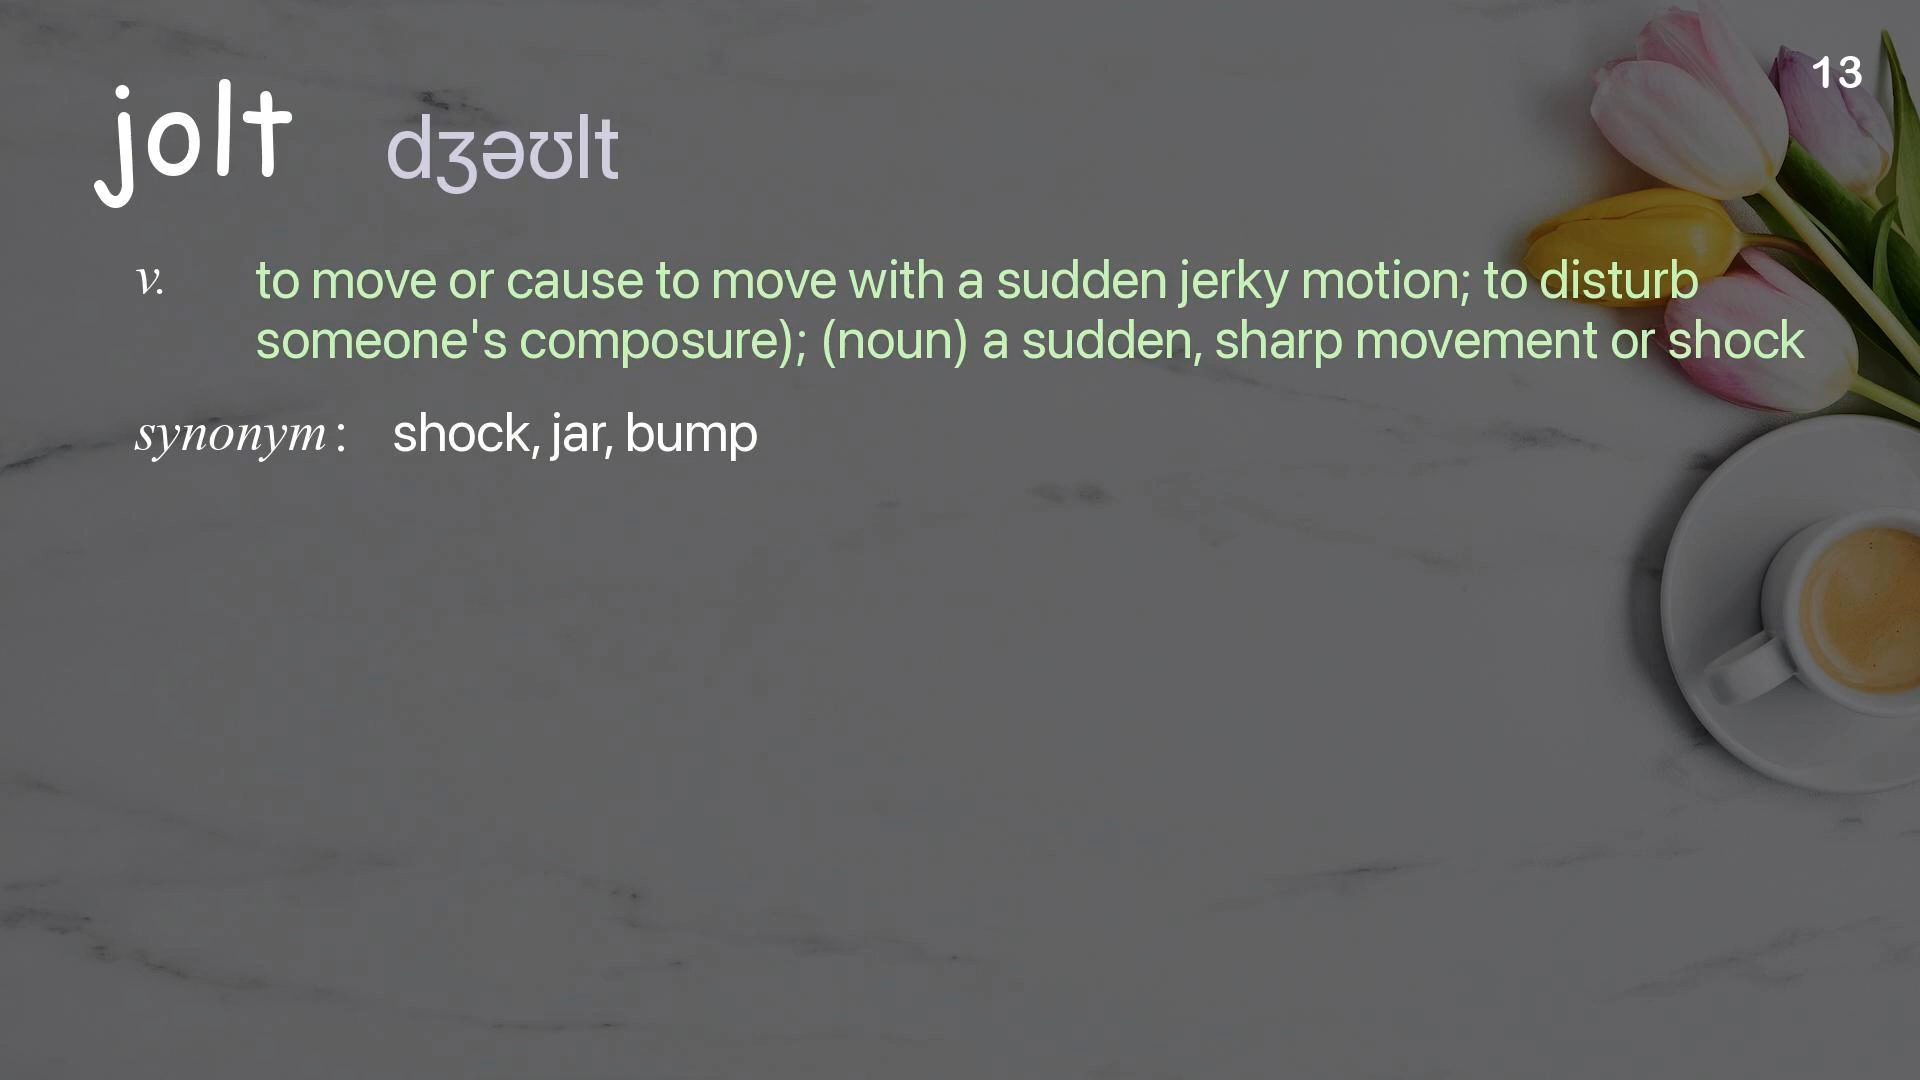 13
jolt dʒəʊlt
v. to move or cause to move with a sudden jerky motion; to disturb
someone's composure); (noun) a sudden, sharp movement or shock
synonym: shock, jar, bump